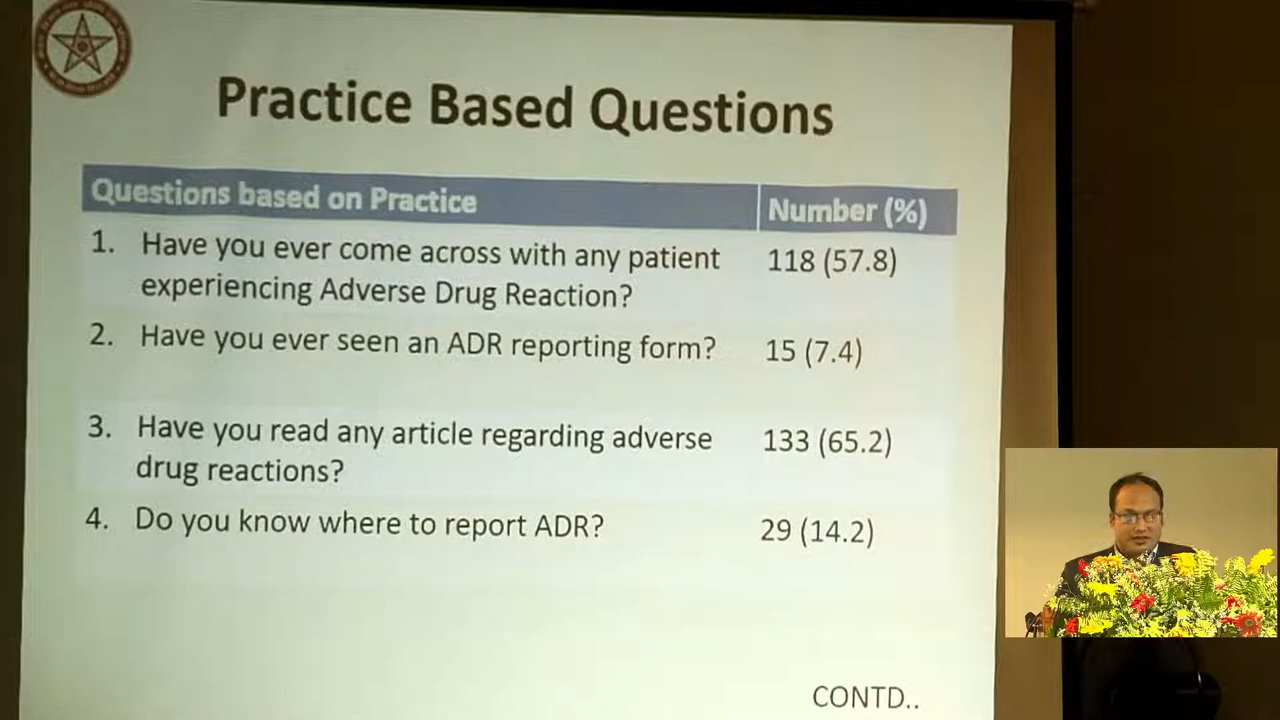 Practice Based Questions
Questions based on Practice Number (%)
1. Have you ever come across with any patient 118 (57.8)
experiencing Adverse Drug Reaction?
2. Have you ever seen an ADR reporting form? 15 (7.4)
3. Have you read any article regarding adverse 133 (65.2)
drug reactions?
4. Do you know where to report ADR? 29 (14.2)
CONTD..